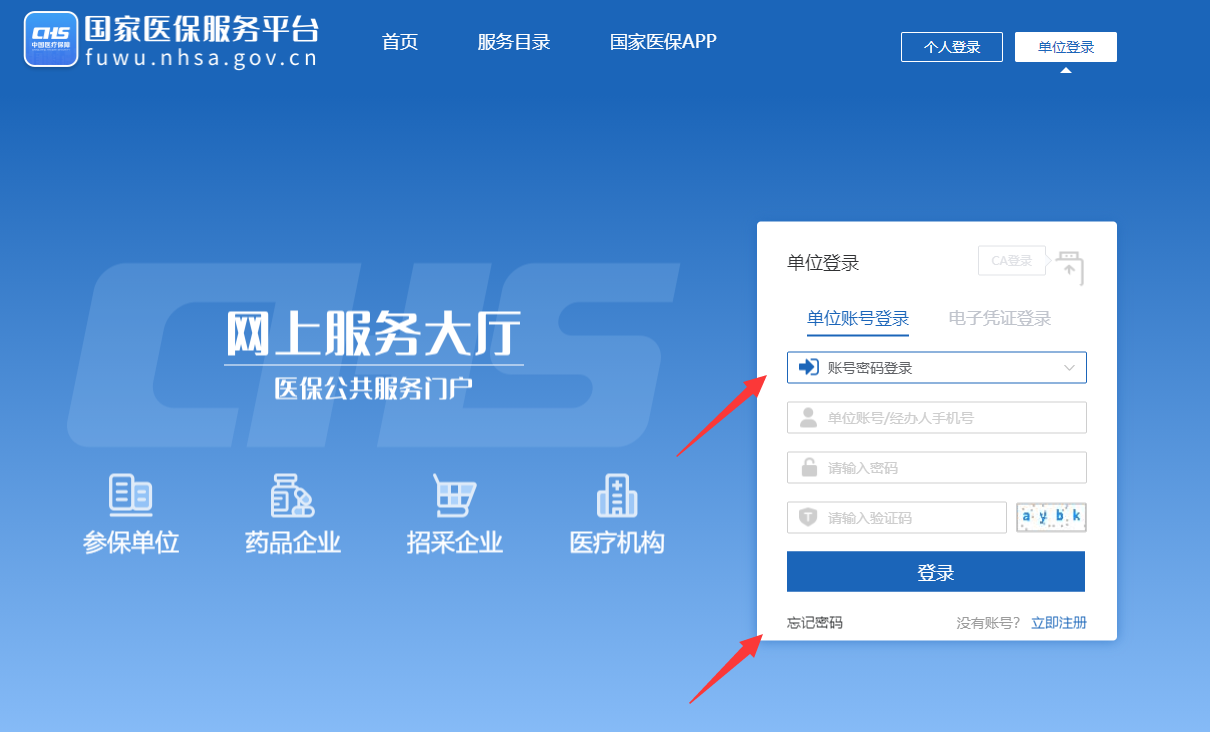 CHS
中国医疗保障
国家医保服务平台
fuwu.nhsa.gov.cn
首页
服务目录
国家医保APP
个人登录
单位登录
CHS
网上服务大厅
医保公共服务门户
参保单位
药品企业
招采企业
医疗机构
单位登录
CA登录
单位账号登录
电子凭证登录
账号密码登录
单位账号/经办人手机号
请输入密码
请输入验证码
a y b k
登录
忘记密码
没有账号? 立即注册